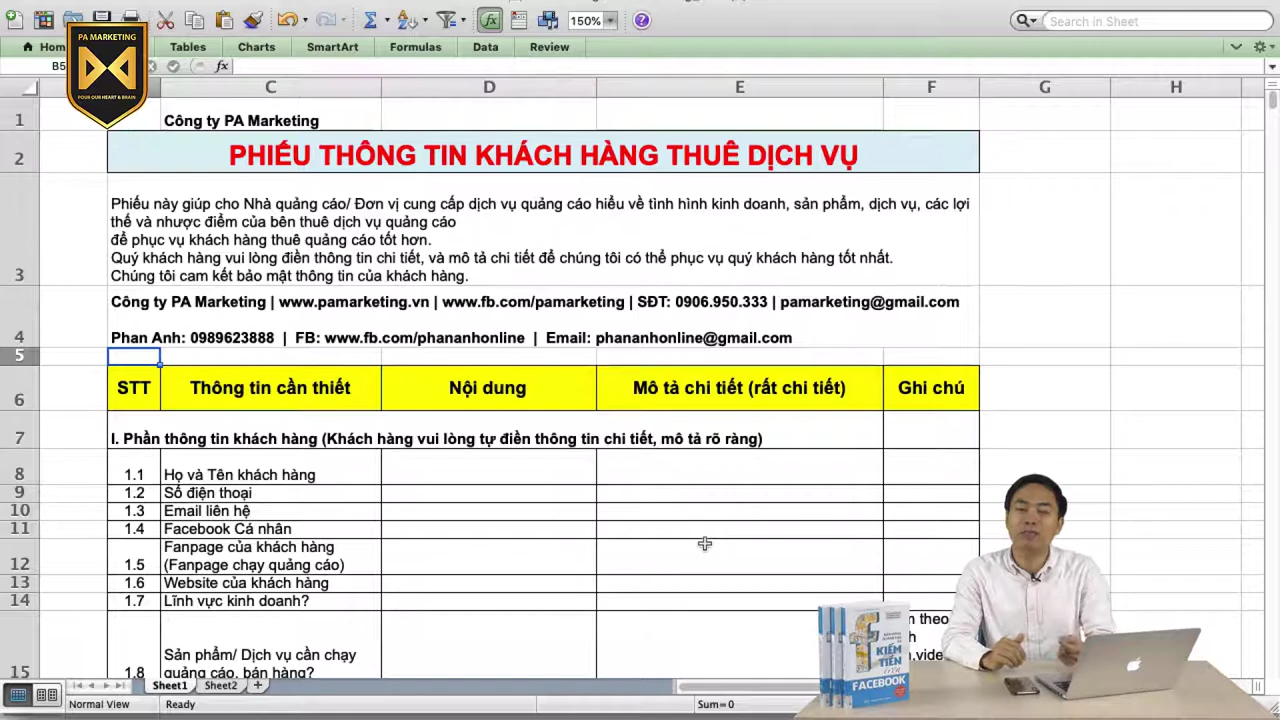 150%
Search in Sheet
Hom
Tables
Charts
SmartArt
Formulas
Data
Review
PA MARKETING
POUR OUR HEART & BRAIN
B5
fx
C D E F G H
1 Công ty PA Marketing
2 PHIẾU THÔNG TIN KHÁCH HÀNG THUÊ DỊCH VỤ
Phiếu này giúp cho Nhà quảng cáo/ Đơn vị cung cấp dịch vụ quảng cáo hiểu về tình hình kinh doanh, sản phẩm, dịch vụ, các lợi
thế và nhược điểm của bên thuê dịch vụ quảng cáo
để phục vụ khách hàng thuê quảng cáo tốt hơn.
Quý khách hàng vui lòng điền thông tin chi tiết, và mô tả chi tiết để chúng tôi có thể phục vụ quý khách hàng tốt nhất.
3 Chúng tôi cam kết bảo mật thông tin của khách hàng.
Công ty PA Marketing | www.pamarketing.vn | www.fb.com/pamarketing | SĐT: 0906.950.333 | pamarketing@gmail.com
4 Phan Anh: 0989623888 | FB: www.fb.com/phananhonline | Email: phananhonline@gmail.com
5
6 STT Thông tin cần thiết Nội dung Mô tả chi tiết (rất chi tiết) Ghi chú
7 I. Phần thông tin khách hàng (Khách hàng vui lòng tự điền thông tin chi tiết, mô tả rõ ràng)
8 1.1 Họ và Tên khách hàng
9 1.2 Số điện thoại
10 1.3 Email liên hệ
11 1.4 Facebook Cá nhân
Fanpage của khách hàng
12 1.5 (Fanpage chạy quảng cáo)
13 1.6 Website của khách hàng
14 1.7 Lĩnh vực kinh doanh?
theo
Sản phẩm/ Dịch vụ cần chạy
15 1.8 quảng cáo, bán hàng?
KIẾM
TIỀN
FACEBOOK
Sheet1
Sheet2
Normal View
Ready
Sum=0